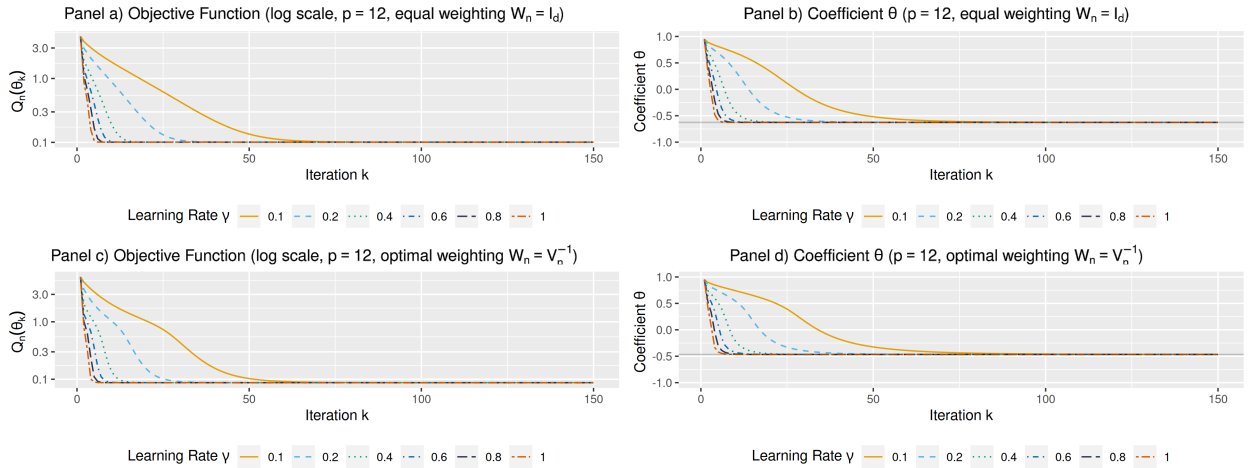 Panel a) Objective Function (log scale, p = 12, equal weighting Wn = Id)
Qn(θk)
3.0
1.0
0.3
0.1
0
50
100
150
Iteration k
Learning Rate γ 0.1 0.2 0.4 0.6 0.8 1
Panel b) Coefficient θ (p = 12, equal weighting Wn = Id)
Coefficient θ
1.0
0.5
0.0
-0.5
-1.0
0
50
100
150
Iteration k
Learning Rate γ 0.1 0.2 0.4 0.6 0.8 1
Panel c) Objective Function (log scale, p = 12, optimal weighting Wn = Vn−1)
Qn(θk)
3.0
1.0
0.3
0.1
0
50
100
150
Iteration k
Learning Rate γ 0.1 0.2 0.4 0.6 0.8 1
Panel d) Coefficient θ (p = 12, optimal weighting Wn = Vn−1)
Coefficient θ
1.0
0.5
0.0
-0.5
-1.0
0
50
100
150
Iteration k
Learning Rate γ 0.1 0.2 0.4 0.6 0.8 1